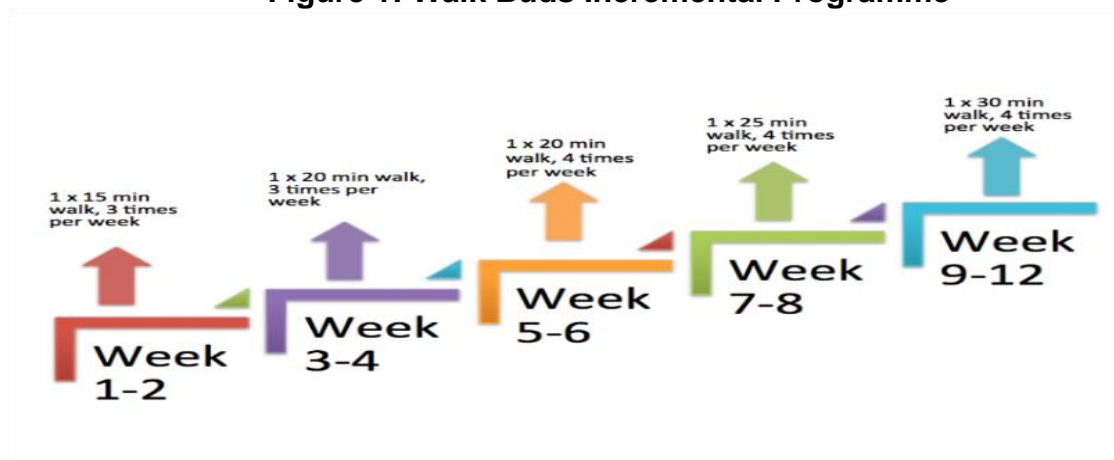 Figure 1: Walk Buds Incremental Programme
1 x 15 min
walk, 3 times
per week
Week
1-2
1 x 20 min walk,
3 times per
week
Week
3-4
1 x 20 min
walk, 4 times
per week
Week
5-6
1 x 25 min
walk, 4 times
per week
Week
7-8
1 x 30 min
walk, 4 times
per week
Week
9-12